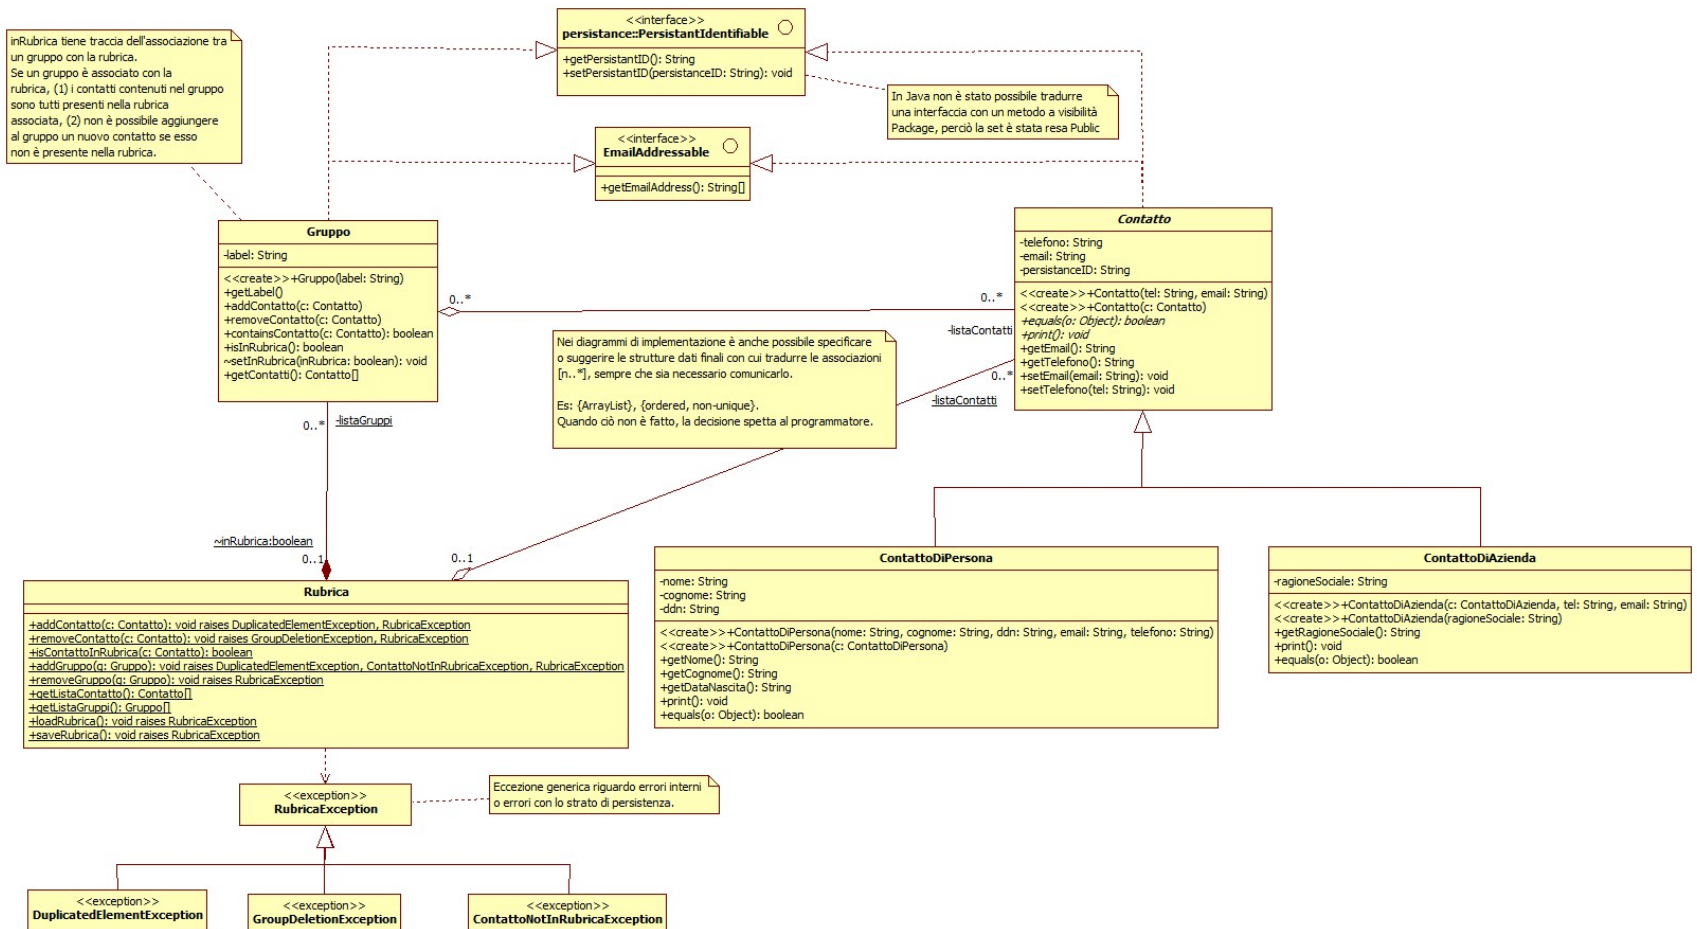 <<interface>>
persistance::PersistantIdentifiable
+getPersistantID(): String
+setPersistantID(persistanceID: String): void
inRubrica tiene traccia dell'associazione tra
un gruppo con la rubrica.
Se un gruppo è associato con la
rubrica, (1) i contatti contenuti nel gruppo
sono tutti presenti nella rubrica
associata, (2) non è possibile aggiungere
al gruppo un nuovo contatto se esso
non è presente nella rubrica.
In Java non è stato possibile tradurre
una interfaccia con un metodo a visibilità
Package, perciò la set è stata resa Public
<<interface>>
EmailAddressable
+getEmailAddress(): String[]
Gruppo
-label: String
<<create>>+Gruppo(label: String)
+getLabel()
+addContatto(c: Contatto)
+removeContatto(c: Contatto)
+containsContatto(c: Contatto): boolean
+isInRubrica(): boolean
~setInRubrica(inRubrica: boolean): void
+getContatti(): Contatto[]
Contatto
-telefono: String
-email: String
-persistanceID: String
<<create>>+Contatto(tel: String, email: String)
<<create>>+Contatto(c: Contatto)
+equals(o: Object): boolean
+print(): void
+getEmail(): String
+getTelefono(): String
+setEmail(email: String): void
+setTelefono(tel: String): void
0..*
0..*
-listaContatti
Nei diagrammi di implementazione è anche possibile specificare
o suggerire le strutture dati finali con cui tradurre le associazioni
[n..*], sempre che sia necessario comunicarlo.
Es: {ArrayList}, {ordered, non-unique}.
Quando ciò non è fatto, la decisione spetta al programmatore.
0..*
-listaContatti
0..*
-listaGruppi
~inRubrica:boolean
0..1
0..1
Rubrica
+addContatto(c: Contatto): void raises DuplicatedElementException, RubricaException
+removeContatto(c: Contatto): void raises GroupDeletionException, RubricaException
+isContattoInRubrica(c: Contatto): boolean
+addGruppo(g: Gruppo): void raises DuplicatedElementException, ContattoNotInRubricaException, RubricaException
+removeGruppo(g: Gruppo): void raises RubricaException
+getListaContatto(): Contatto[]
+getListaGruppi(): Gruppo[]
+loadRubrica(): void raises RubricaException
+saveRubrica(): void raises RubricaException
ContattoDiPersona
-nome: String
-cognome: String
-ddn: String
<<create>>+ContattoDiPersona(nome: String, cognome: String, ddn: String, email: String, telefono: String)
<<create>>+ContattoDiPersona(c: ContattoDiPersona)
+getNome(): String
+getCognome(): String
+getDataNascita(): String
+print(): void
+equals(o: Object): boolean
ContattoDiAzienda
-ragioneSociale: String
<<create>>+ContattoDiAzienda(c: ContattoDiAzienda, tel: String, email: String)
<<create>>+ContattoDiAzienda(ragioneSociale: String)
+getRagioneSociale(): String
+print(): void
+equals(o: Object): boolean
<<exception>>
RubricaException
Eccezione generica riguardo errori interni
o errori con lo strato di persistenza.
<<exception>>
DuplicatedElementException
<<exception>>
GroupDeletionException
<<exception>>
ContattoNotInRubricaException